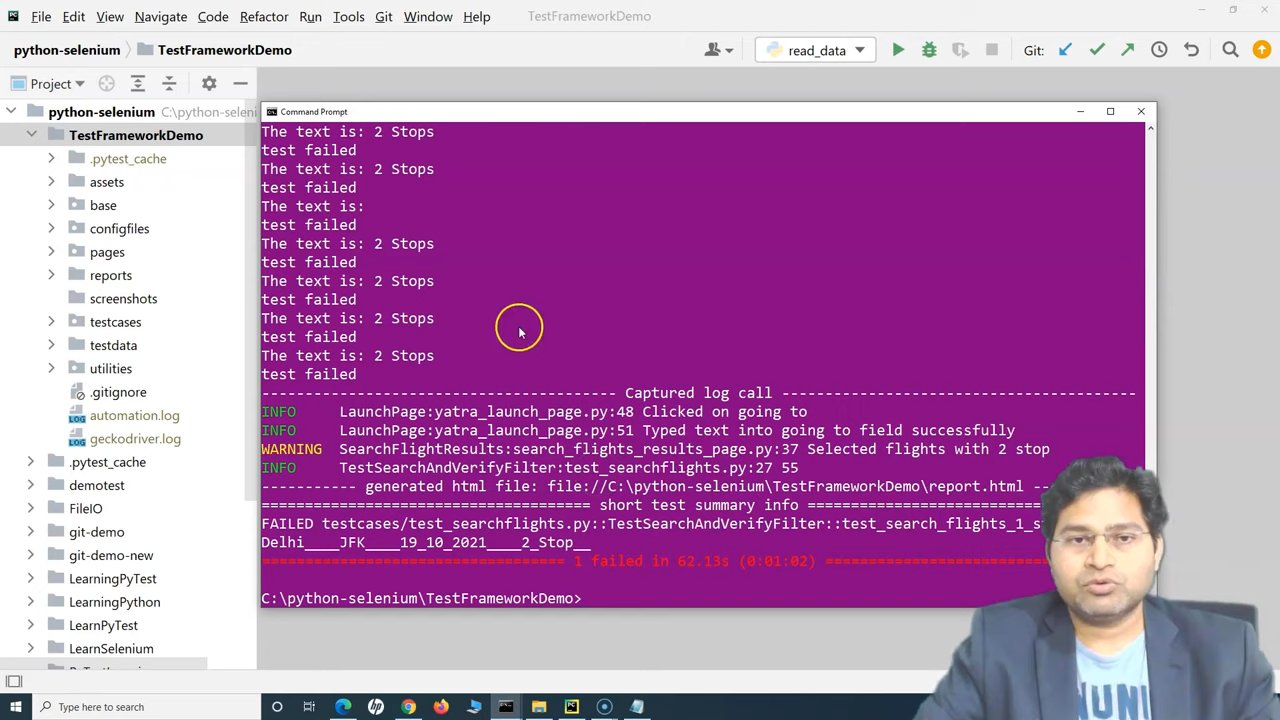 File Edit View Navigate Code Refactor Run Tools Git Window Help TestFrameworkDemo
python-selenium TestFrameworkDemo read_data Git:
Project
python-selenium C:\python-seleni
TestFrameworkDemo
.pytest_cache
assets
base
configfiles
pages
reports
screenshots
testcases
testdata
utilities
.gitignore
automation.log
geckodriver.log
.pytest_cache
demotest
FileIO
git-demo
git-demo-new
LearningPyTest
LearningPython
LearnPyTest
LearnSelenium
Command Prompt
The text is: 2 Stops
test failed
The text is: 2 Stops
test failed
The text is:
test failed
The text is: 2 Stops
test failed
The text is: 2 Stops
test failed
The text is: 2 Stops
test failed
The text is: 2 Stops
test failed
----------------------------------------- Captured log call -----------------------------------------
INFO LaunchPage:yatra_launch_page.py:48 Clicked on going to
INFO LaunchPage:yatra_launch_page.py:51 Typed text into going to field successfully
WARNING SearchFlightResults:search_flights_results_page.py:37 Selected flights with 2 stop
INFO TestSearchAndVerifyFilter:test_searchflights.py:27 55
----------- generated html file: file://C:\python-selenium\TestFrameworkDemo\report.html --
====================================== short test summary info ==========================
FAILED testcases/test_searchflights.py::TestSearchAndVerifyFilter::test_search_flights_1_s
Delhi____JFK____19_10_2021____2_Stop__
=================================== 1 failed in 62.13s (0:01:02) =======================
C:\python-selenium\TestFrameworkDemo>
Type here to search